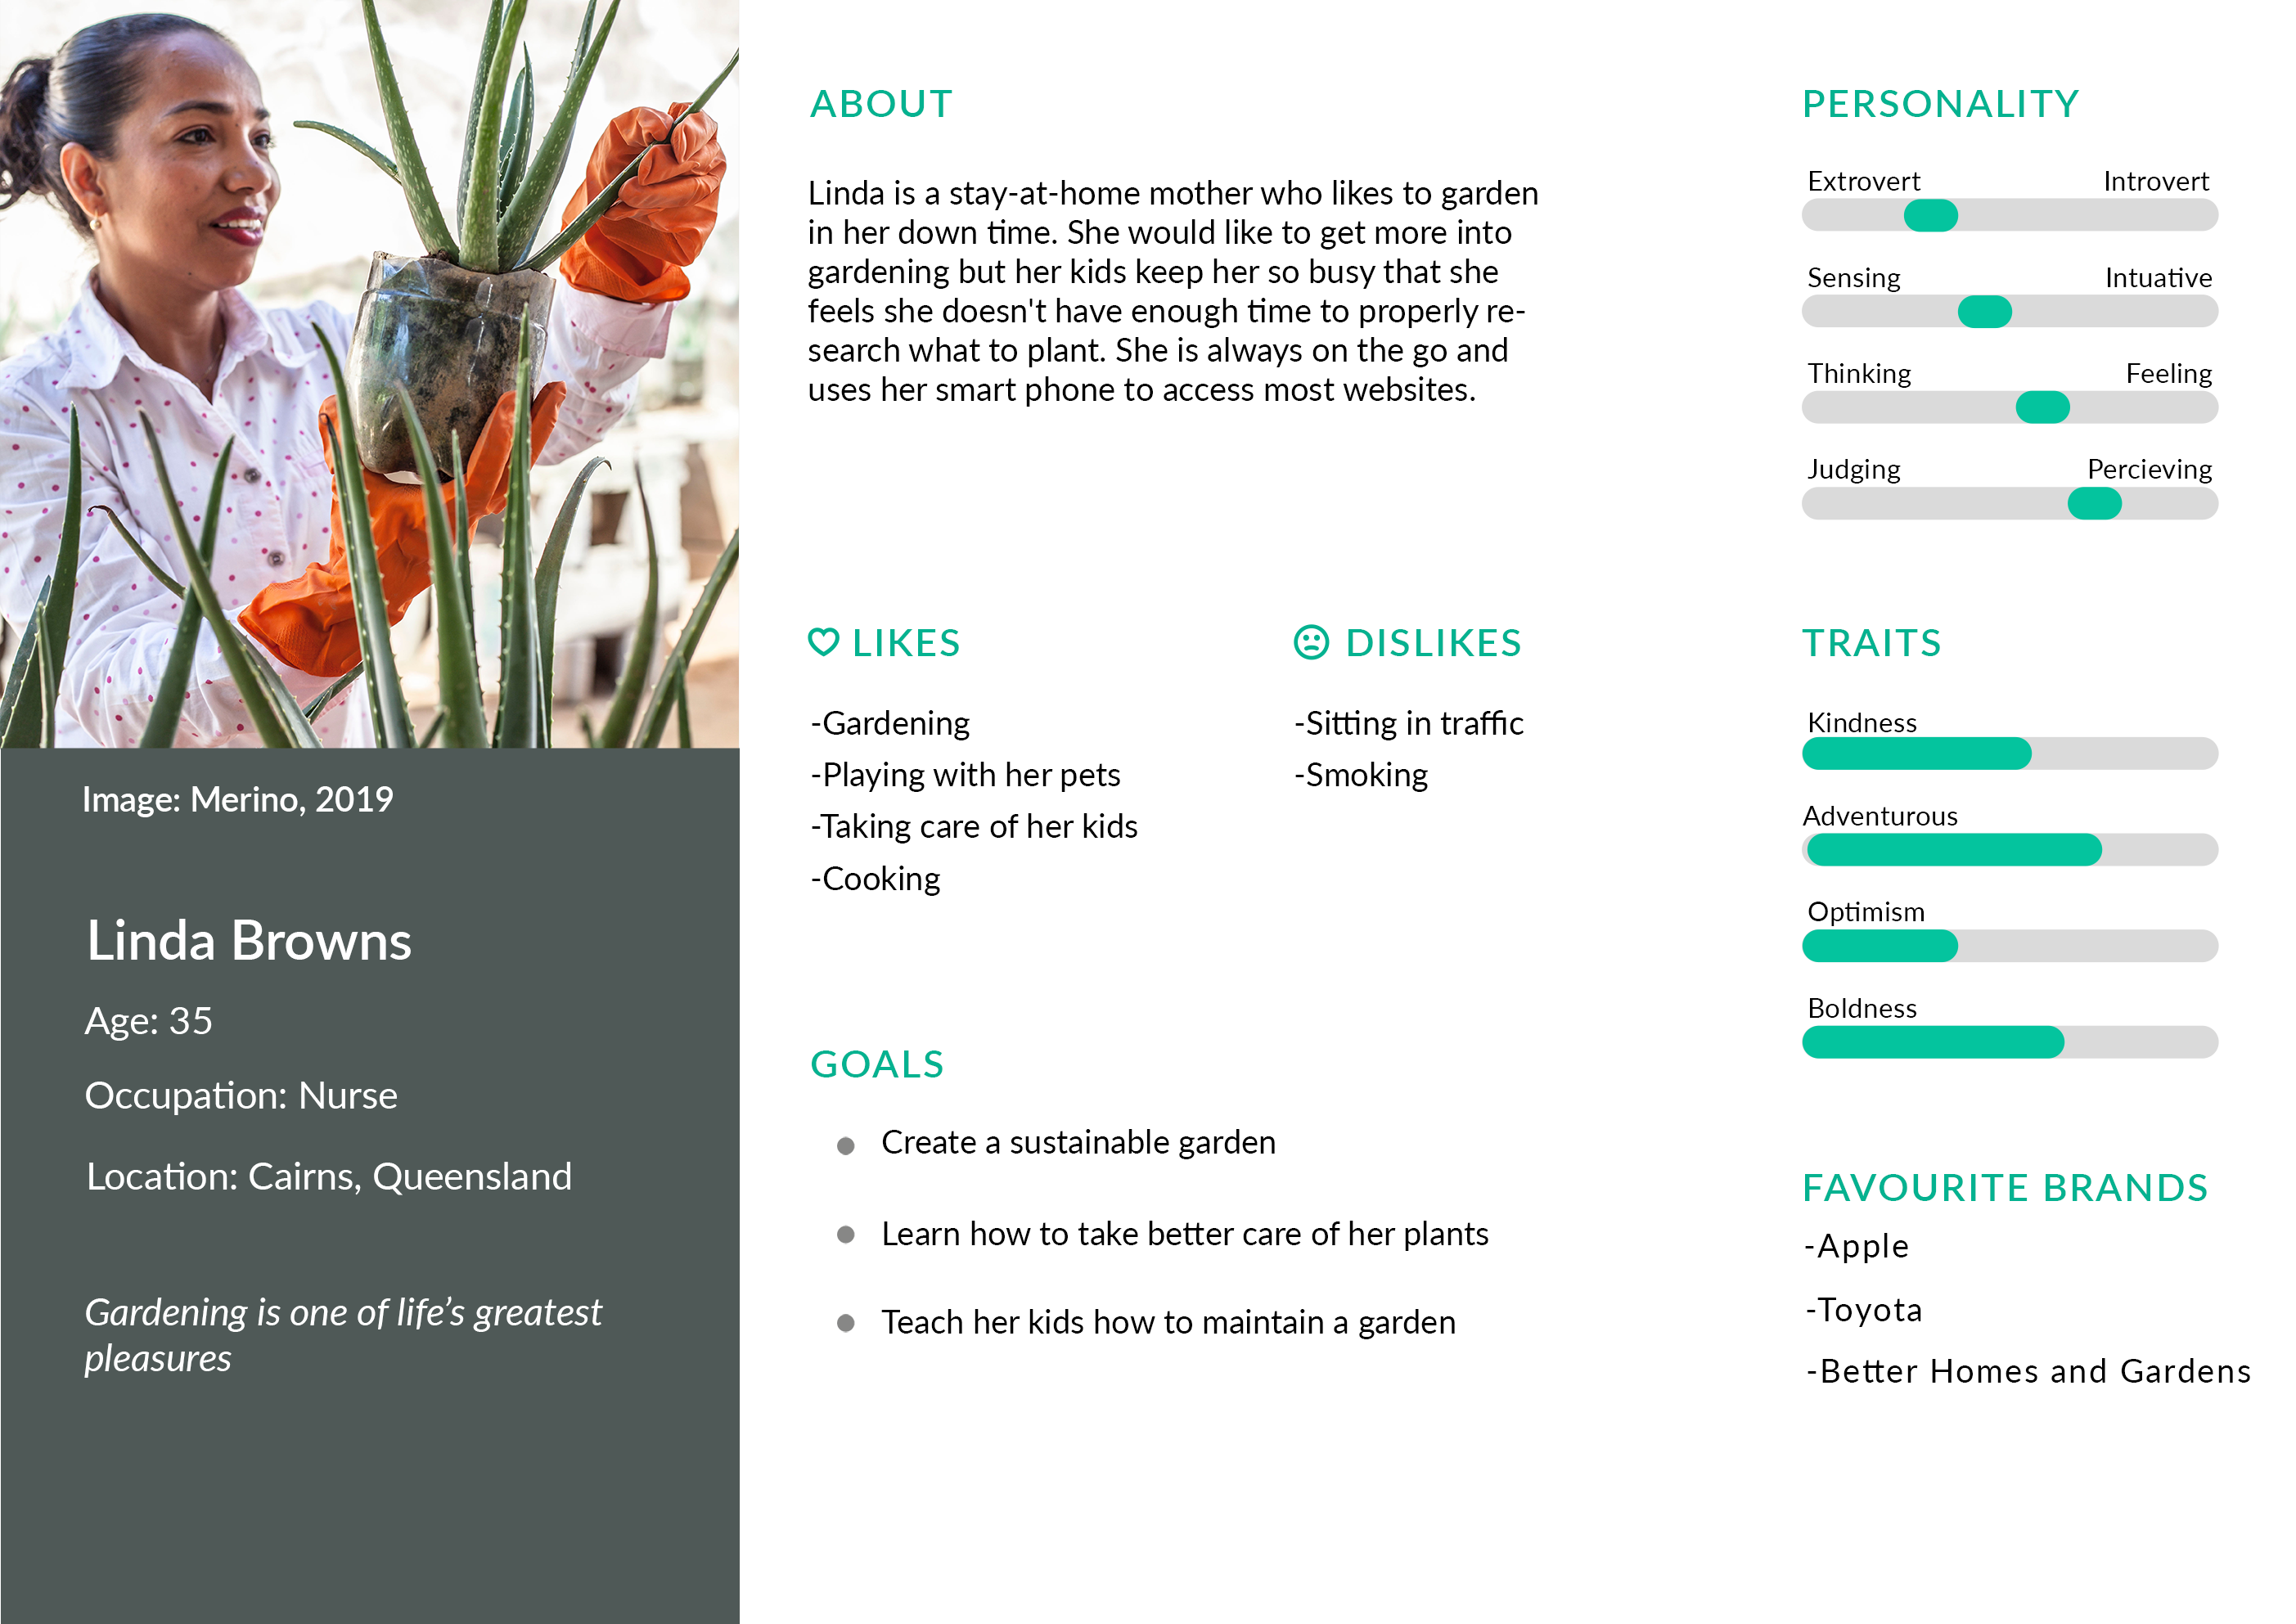 Image: Merino, 2019
Linda Browns
Age: 35
Occupation: Nurse
Location: Cairns, Queensland
Gardening is one of life’s greatest
pleasures
ABOUT
Linda is a stay-at-home mother who likes to garden
in her down time. She would like to get more into
gardening but her kids keep her so busy that she
feels she doesn't have enough time to properly re-
search what to plant. She is always on the go and
uses her smart phone to access most websites.
LIKES
-Gardening
-Playing with her pets
-Taking care of her kids
-Cooking
DISLIKES
-Sitting in traffic
-Smoking
GOALS
Create a sustainable garden
Learn how to take better care of her plants
Teach her kids how to maintain a garden
PERSONALITY
Extrovert Introvert
Sensing Intuative
Thinking Feeling
Judging Percieving
TRAITS
Kindness
Adventurous
Optimism
Boldness
FAVOURITE BRANDS
-Apple
-Toyota
-Better Homes and Gardens